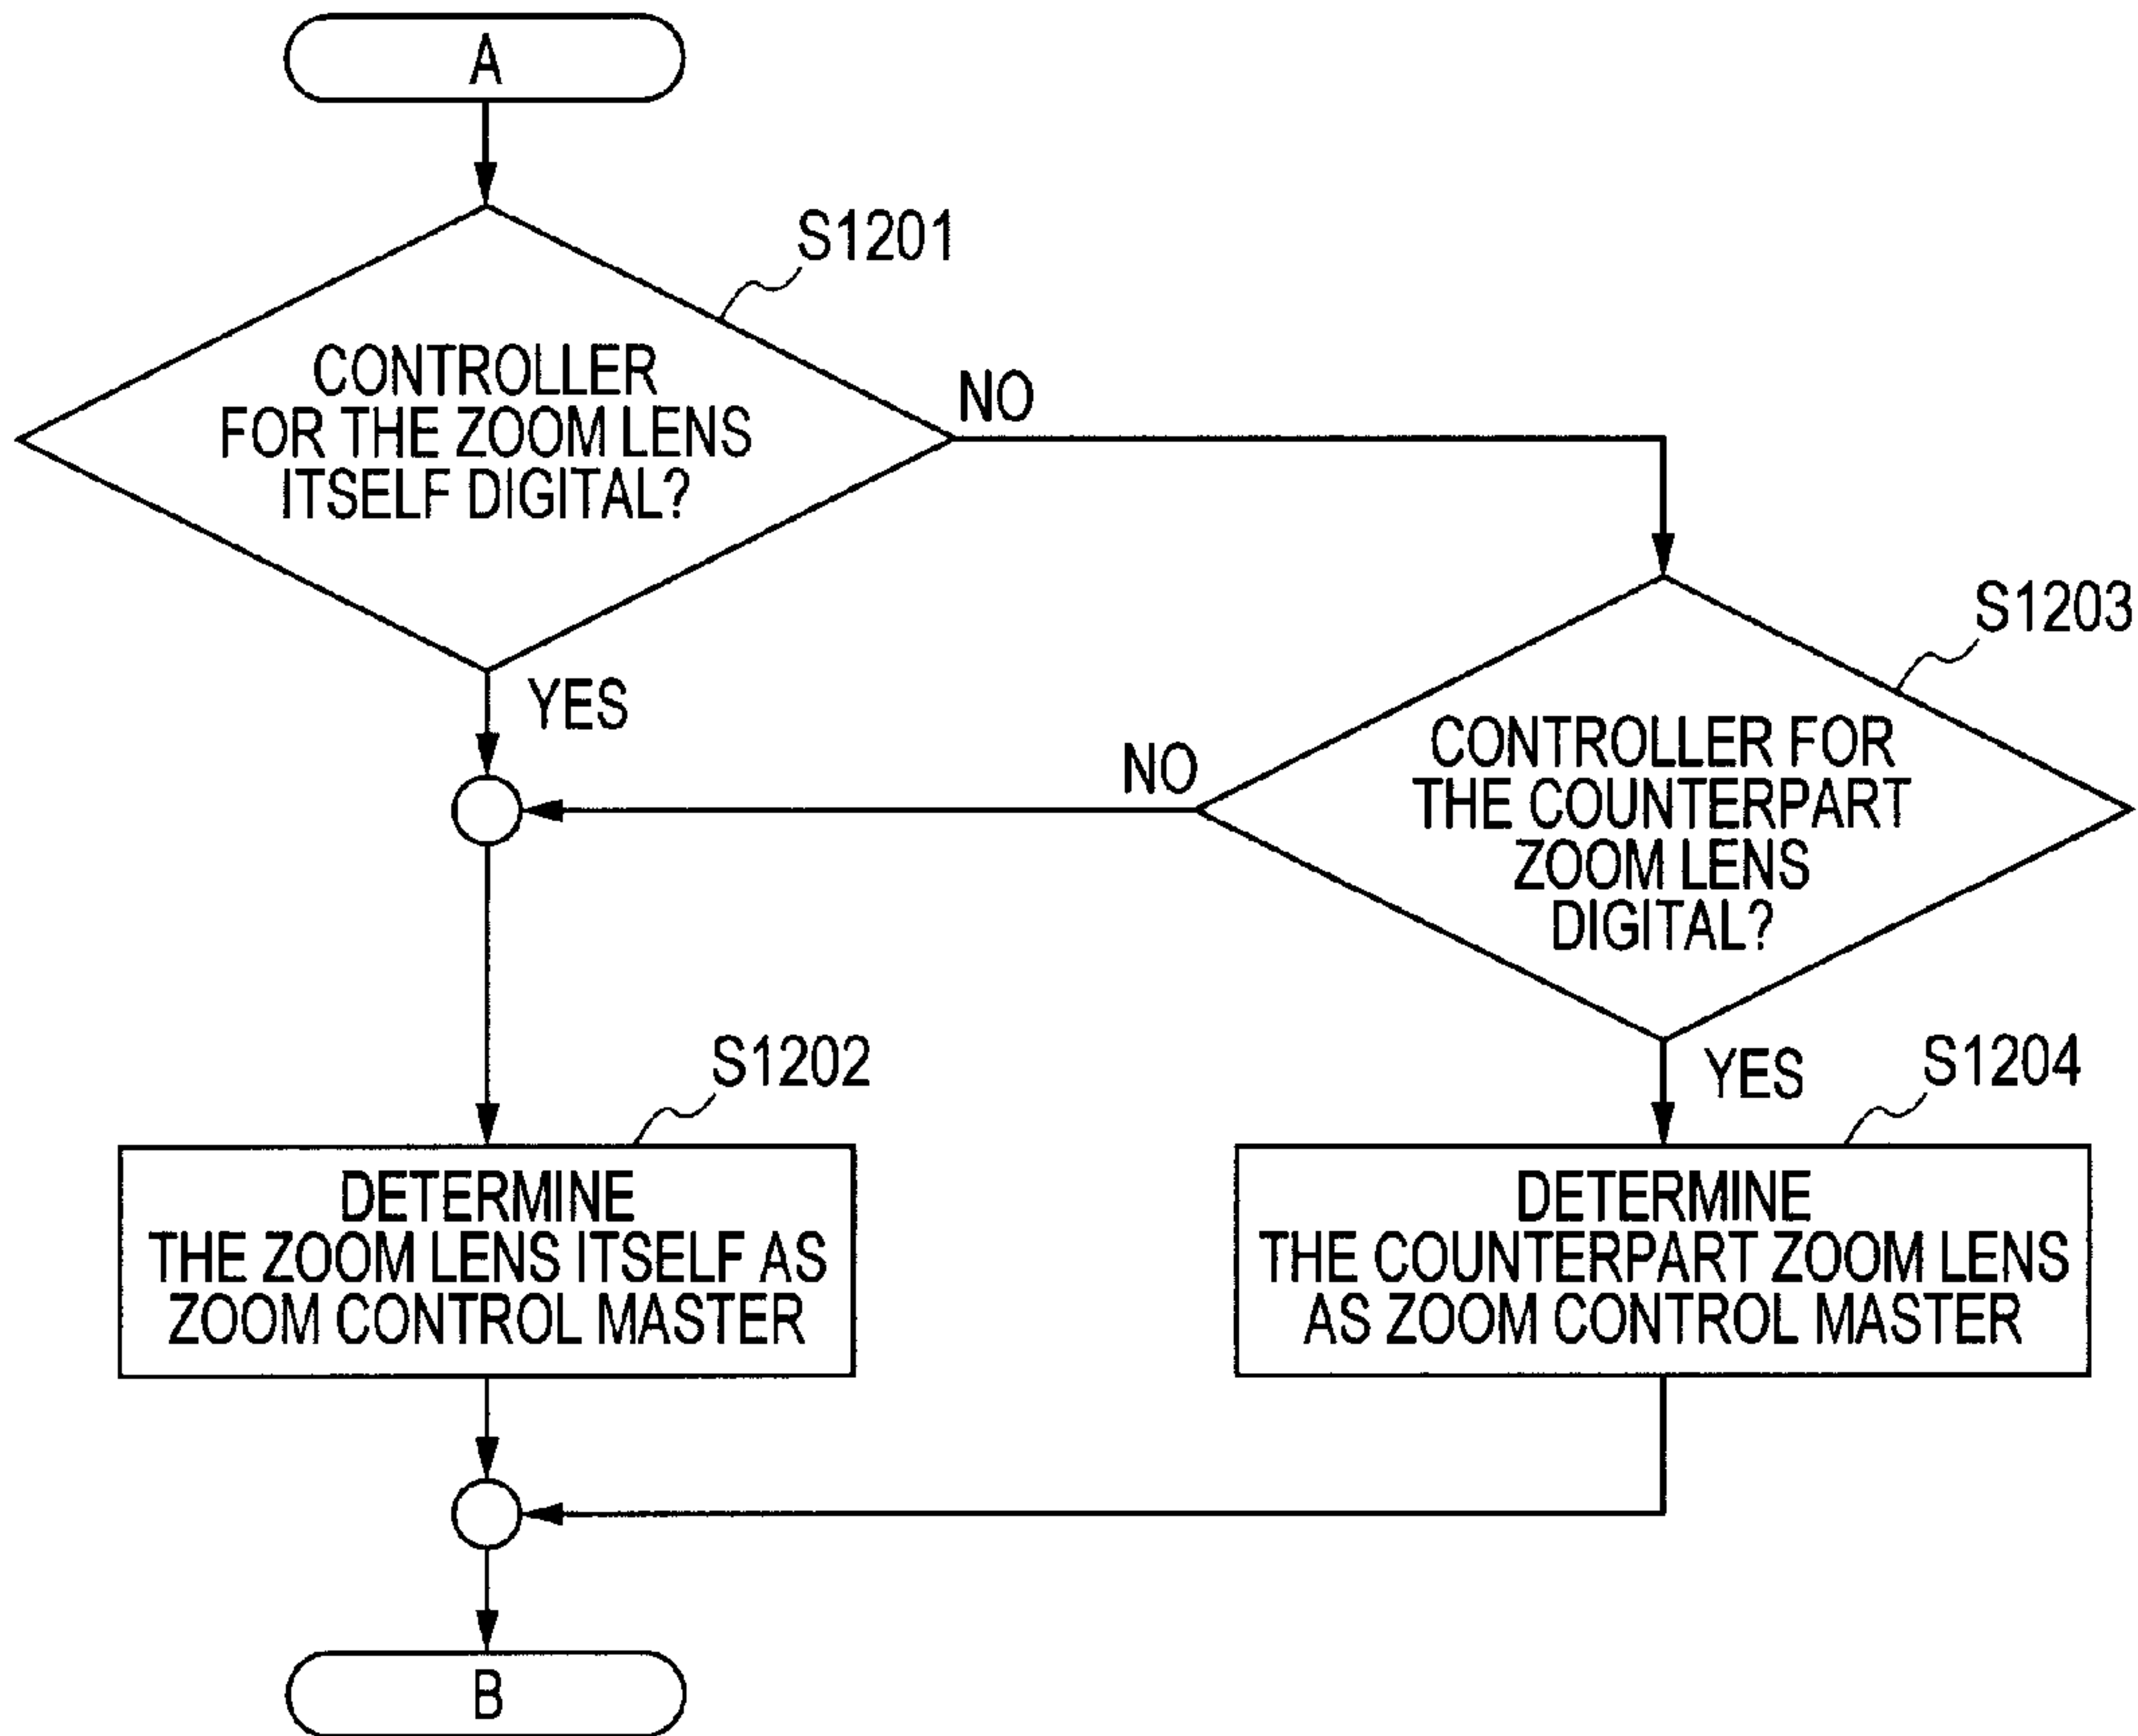 A
S1201
CONTROLLER
FOR THE ZOOM LENS
ITSELF DIGITAL?
NO
YES
S1203
CONTROLLER FOR
THE COUNTERPART
ZOOM LENS
DIGITAL?
NO
YES
S1202
DETERMINE
THE ZOOM LENS ITSELF AS
ZOOM CONTROL MASTER
S1204
DETERMINE
THE COUNTERPART ZOOM LENS
AS ZOOM CONTROL MASTER
B